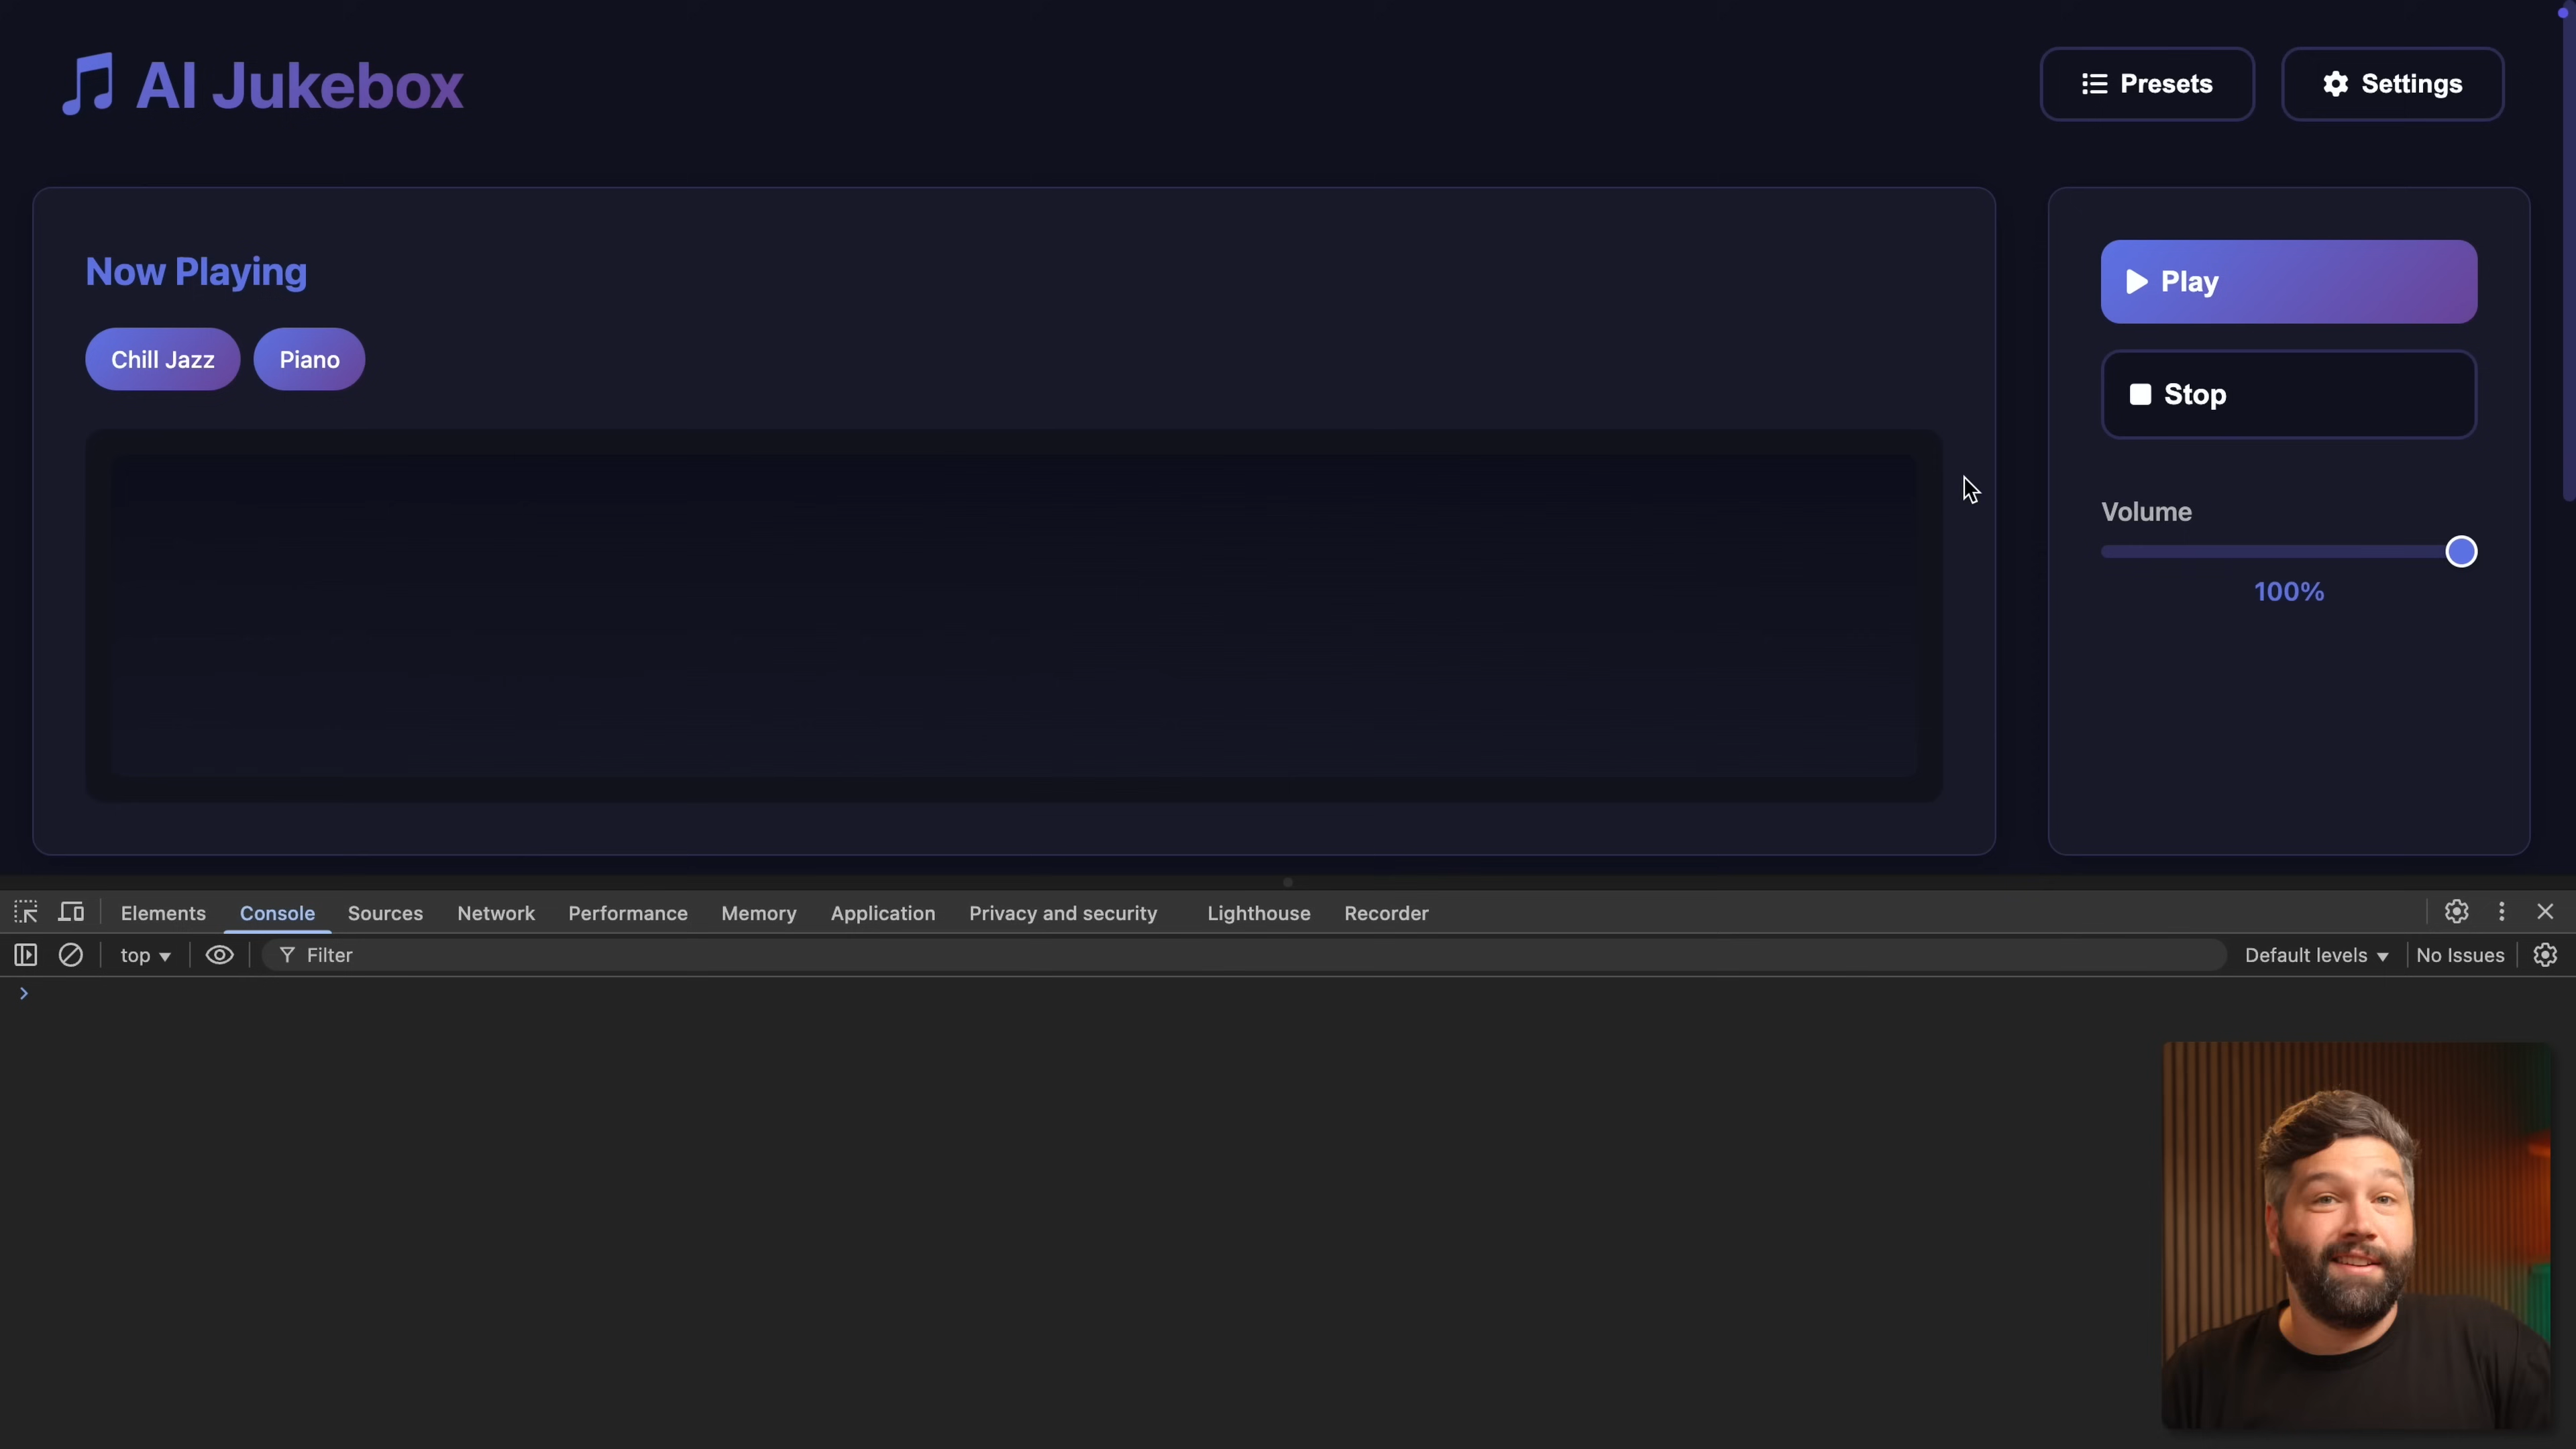 AI Jukebox
Presets
Settings
Now Playing
Chill Jazz
Piano
Play
Stop
Volume
100%
Elements
Console
Sources
Network
Performance
Memory
Application
Privacy and security
Lighthouse
Recorder
top
Filter
Default levels
No Issues